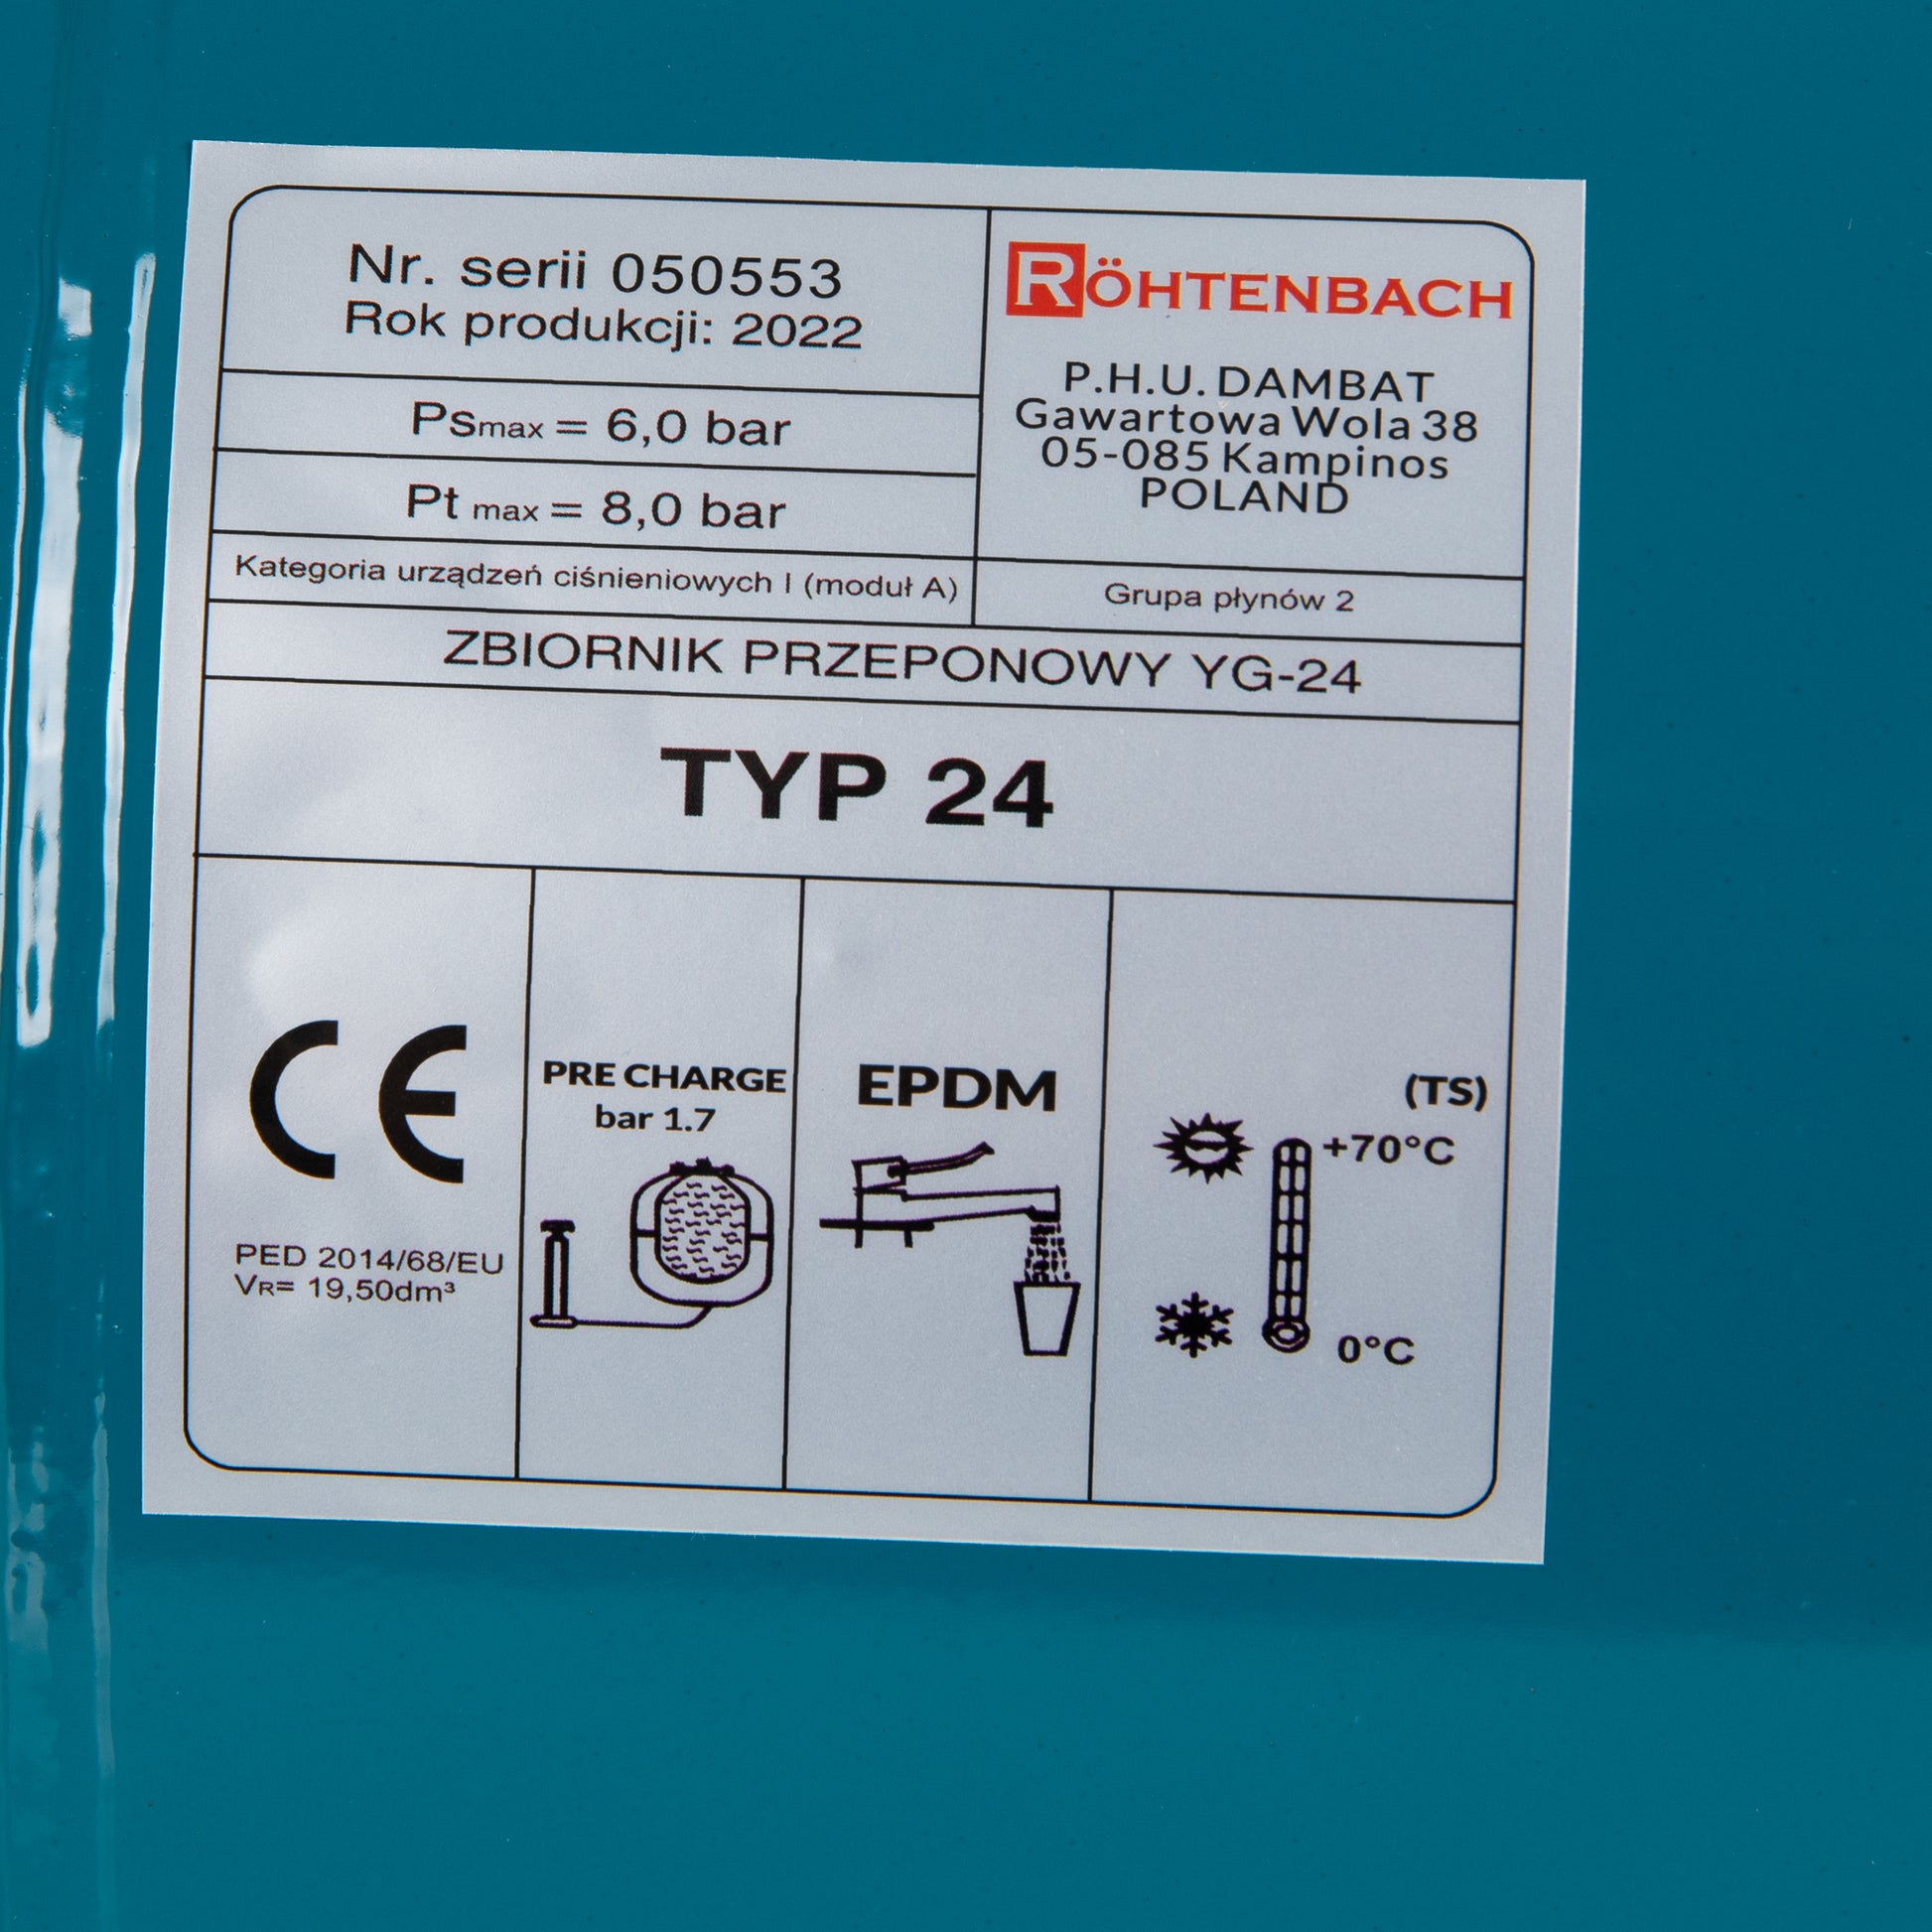 Nr. serii 050553
Rok produkcji: 2022
Psmax = 6,0 bar
Pt max = 8,0 bar
RÖHTENBACH
P.H.U. DAMBAT
Gawartowa Wola 38
05-085 Kampinos
POLAND
Kategoria urządzeń ciśnieniowych I (moduł A)
Grupa płynów 2
ZBIORNIK PRZEPONOWY YG-24
TYP 24
CE
PED 2014/68/EU
VR= 19,50dm³
PRE CHARGE
bar 1.7
EPDM
(TS)
+70°C
0°C